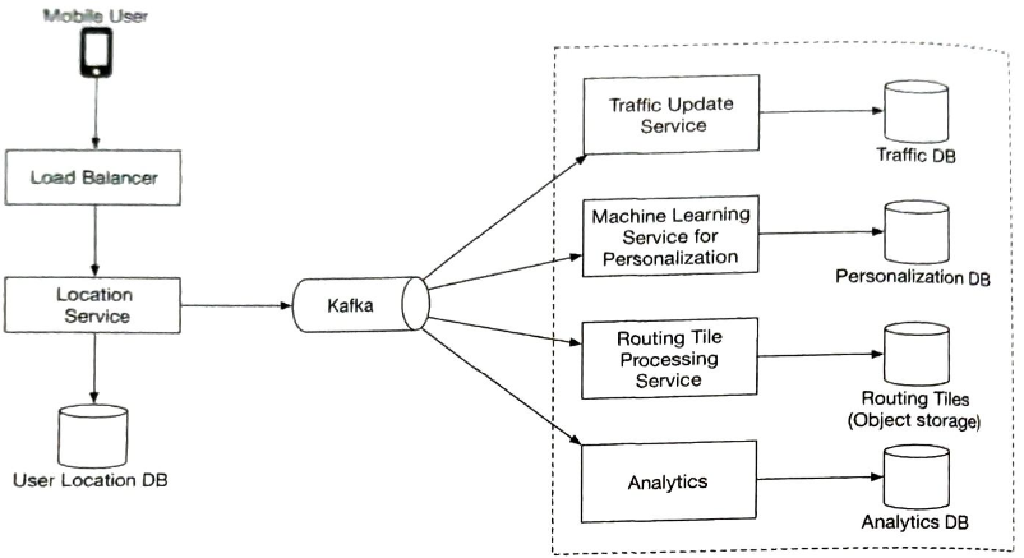 Mobile User
Load Balancer
Location
Service
User Location DB
Kafka
Traffic Update
Service
Traffic DB
Machine Learning
Service for
Personalization
Personalization DB
Routing Tile
Processing
Service
Routing Tiles
(Object storage)
Analytics
Analytics DB